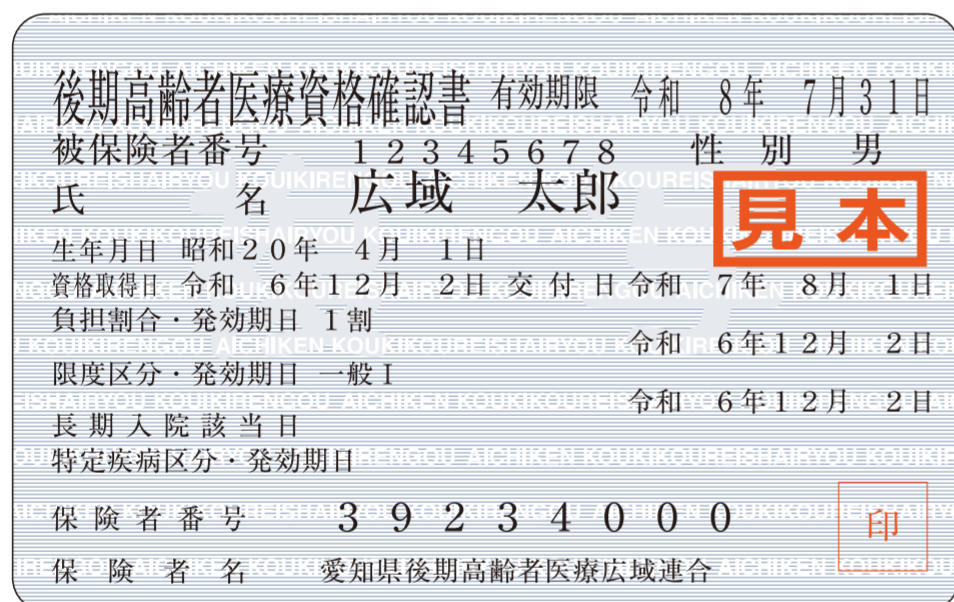 後期高齢者医療資格確認書 有効期限 令和 8年 7月31日
被保険者番号 12345678 性別 男
氏名 広域 太郎
見本
生年月日 昭和20年 4月 1日
資格取得日 令和 6年12月 2日 交付日 令和 7年 8月 1日
負担割合・発効期日 1割
令和 6年12月 2日
限度区分・発効期日 一般Ⅰ
令和 6年12月 2日
長期入院該当日
特定疾病区分・発効期日
保険者番号 39234000
印
保険者名 愛知県後期高齢者医療広域連合